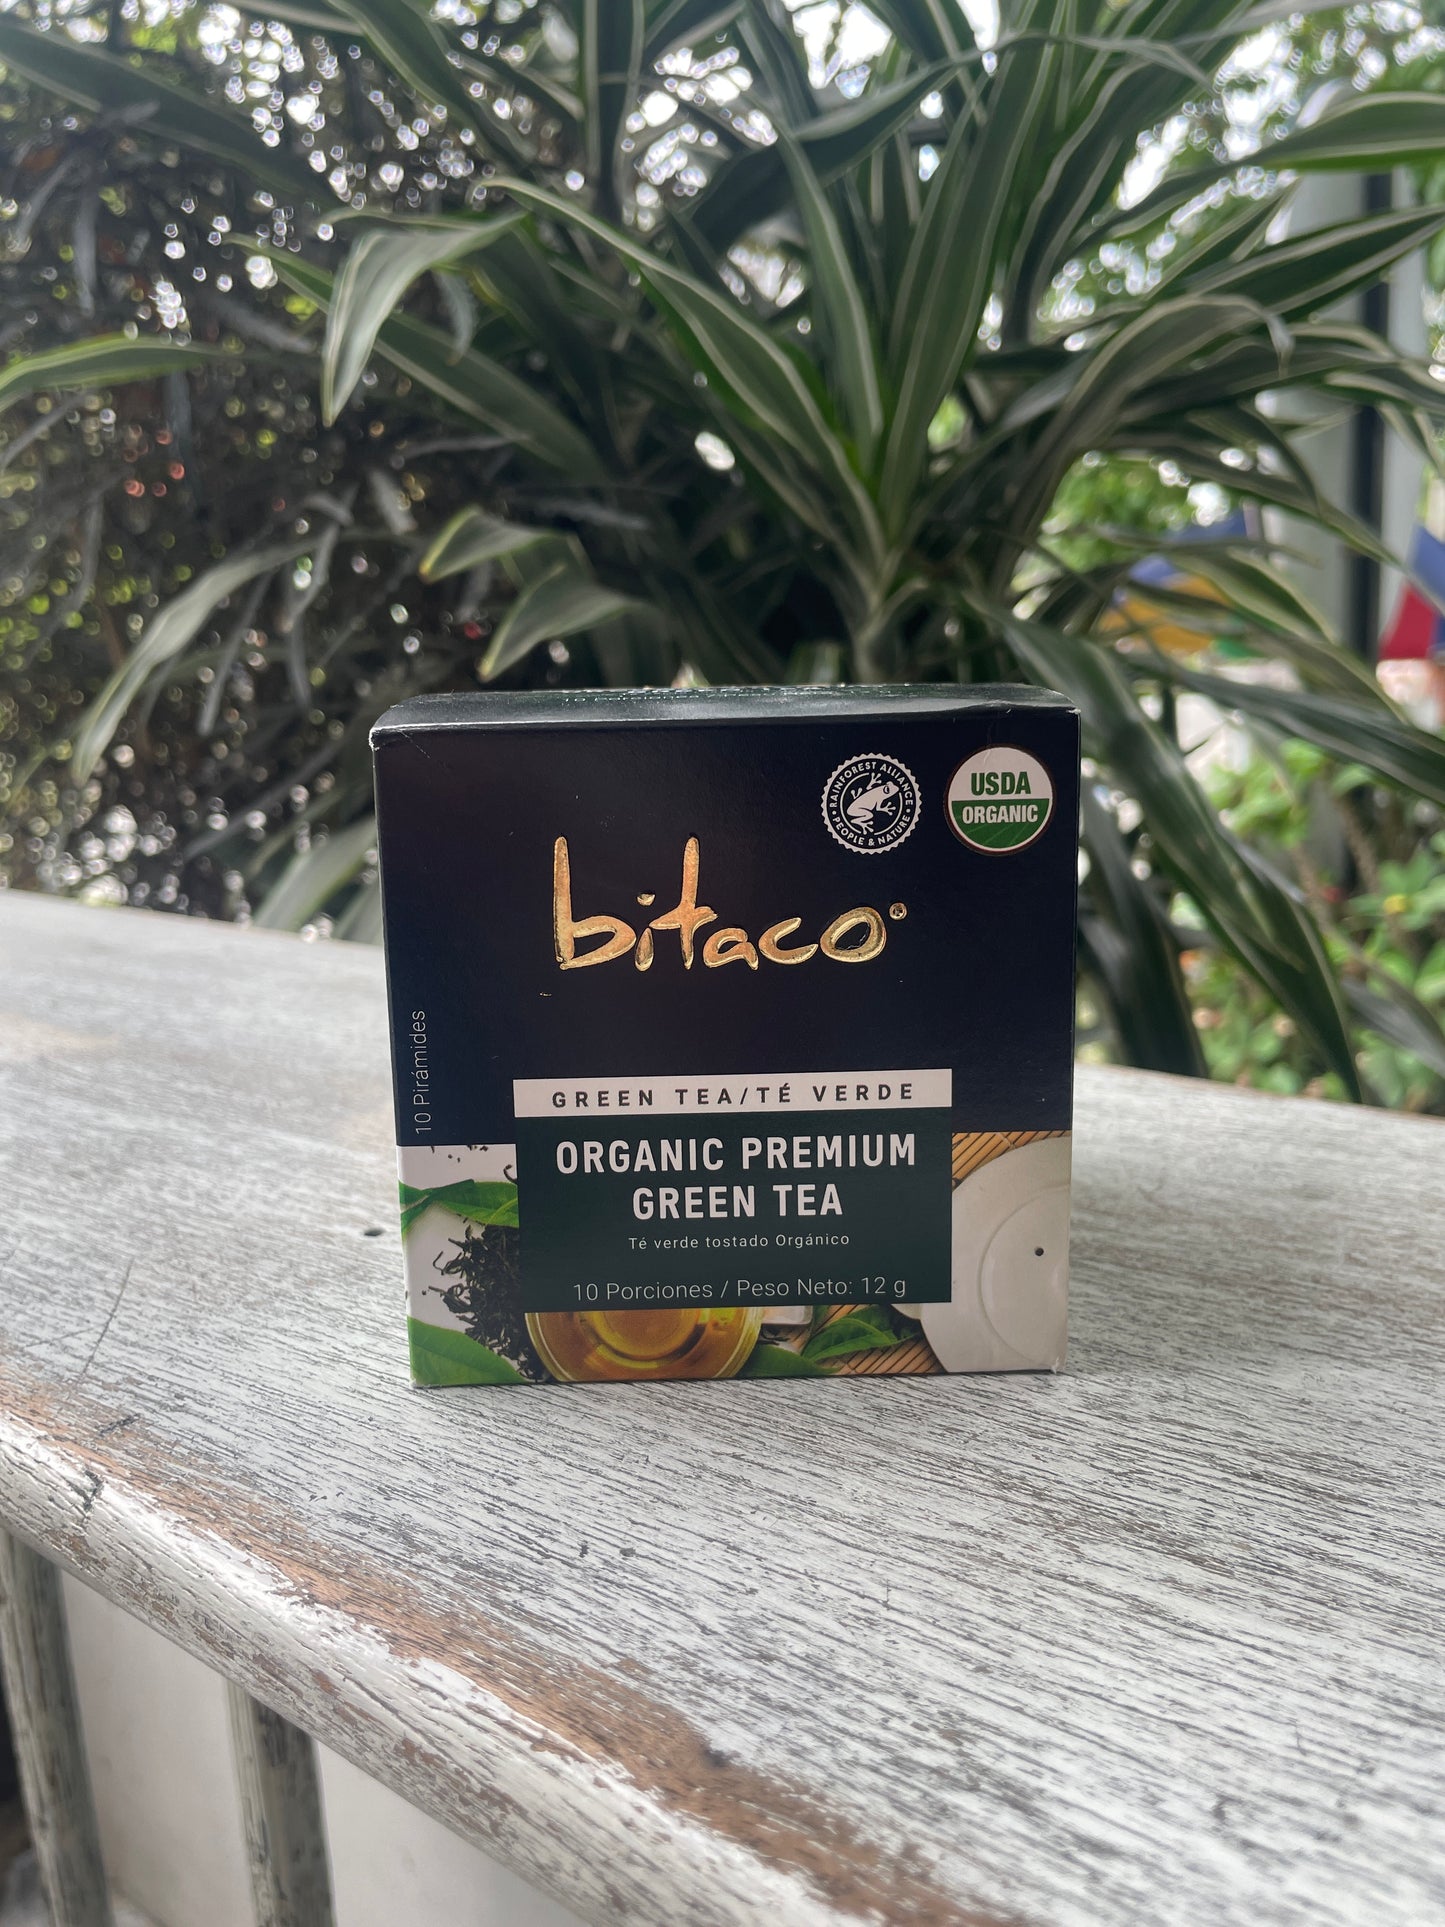 RAINFOREST ALLIANCE
PEOPLE & NATURE
USDA
ORGANIC
bitaco
10 Pirámides
GREEN TEA/TÉ VERDE
ORGANIC PREMIUM
GREEN TEA
Té verde tostado Orgánico
10 Porciones / Peso Neto: 12 g